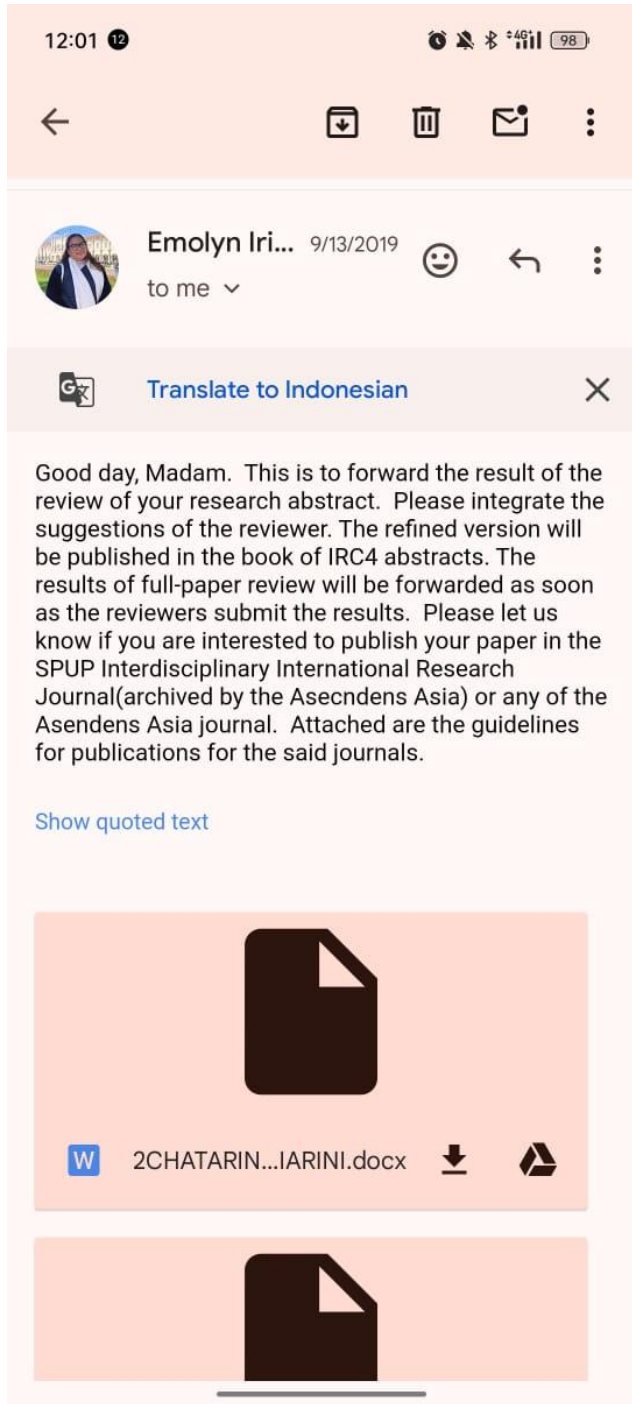 12:01 12 4G 98
Emolyn Iri... 9/13/2019
to me
Translate to Indonesian
Good day, Madam.  This is to forward the result of the
review of your research abstract.  Please integrate the
suggestions of the reviewer. The refined version will
be published in the book of IRC4 abstracts. The
results of full-paper review will be forwarded as soon
as the reviewers submit the results.  Please let us
know if you are interested to publish your paper in the
SPUP Interdisciplinary International Research
Journal(archived by the Asecndens Asia) or any of the
Asendens Asia journal.  Attached are the guidelines
for publications for the said journals.
Show quoted text
W 2CHATARIN...IARINI.docx